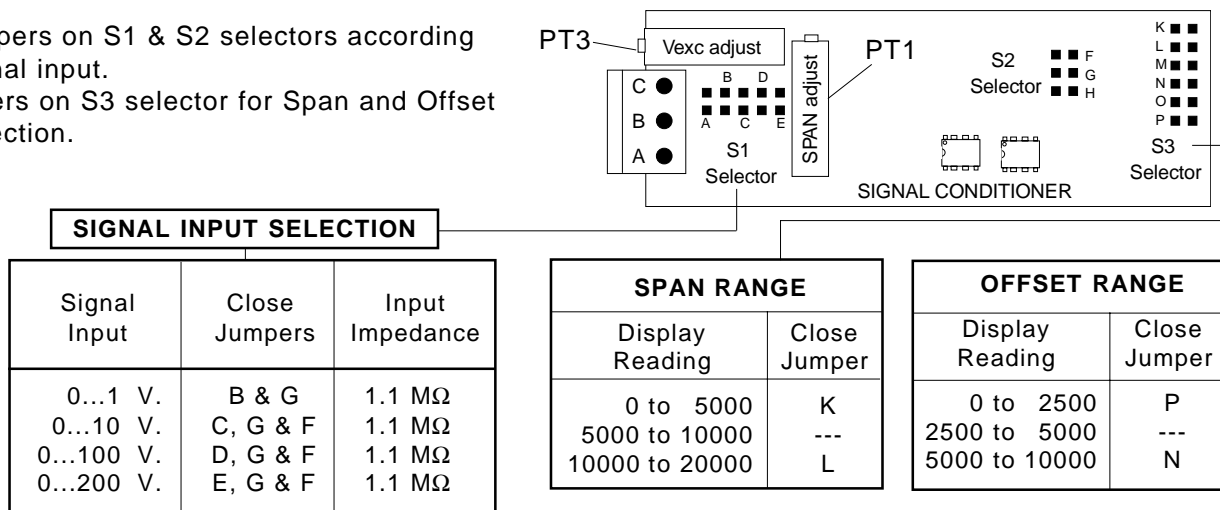 pers on S1 & S2 selectors according
nal input.
ers on S3 selector for Span and Offset
ection.
PT3
Vexc adjust
SPAN adjust
PT1
C
B
A
B D
A C E
S1
Selector
S2
Selector
F
G
H
K
L
M
N
O
P
S3
Selector
SIGNAL CONDITIONER
SIGNAL INPUT SELECTION
Signal Input Close Jumpers Input Impedance
0...1 V. B & G 1.1 MΩ
0...10 V. C, G & F 1.1 MΩ
0...100 V. D, G & F 1.1 MΩ
0...200 V. E, G & F 1.1 MΩ
SPAN RANGE
Display Reading Close Jumper
0 to 5000 K
5000 to 10000 ---
10000 to 20000 L
OFFSET RANGE
Display Reading Close Jumper
0 to 2500 P
2500 to 5000 ---
5000 to 10000 N